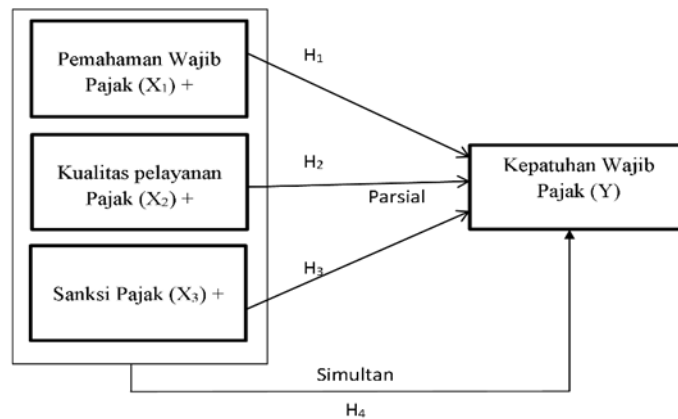 Pemahaman Wajib
Pajak (X₁) +
H₁
Kualitas pelayanan
Pajak (X₂) +
H₂
Parsial
Kepatuhan Wajib
Pajak (Y)
Sanksi Pajak (X₃) +
H₃
Simultan
H₄